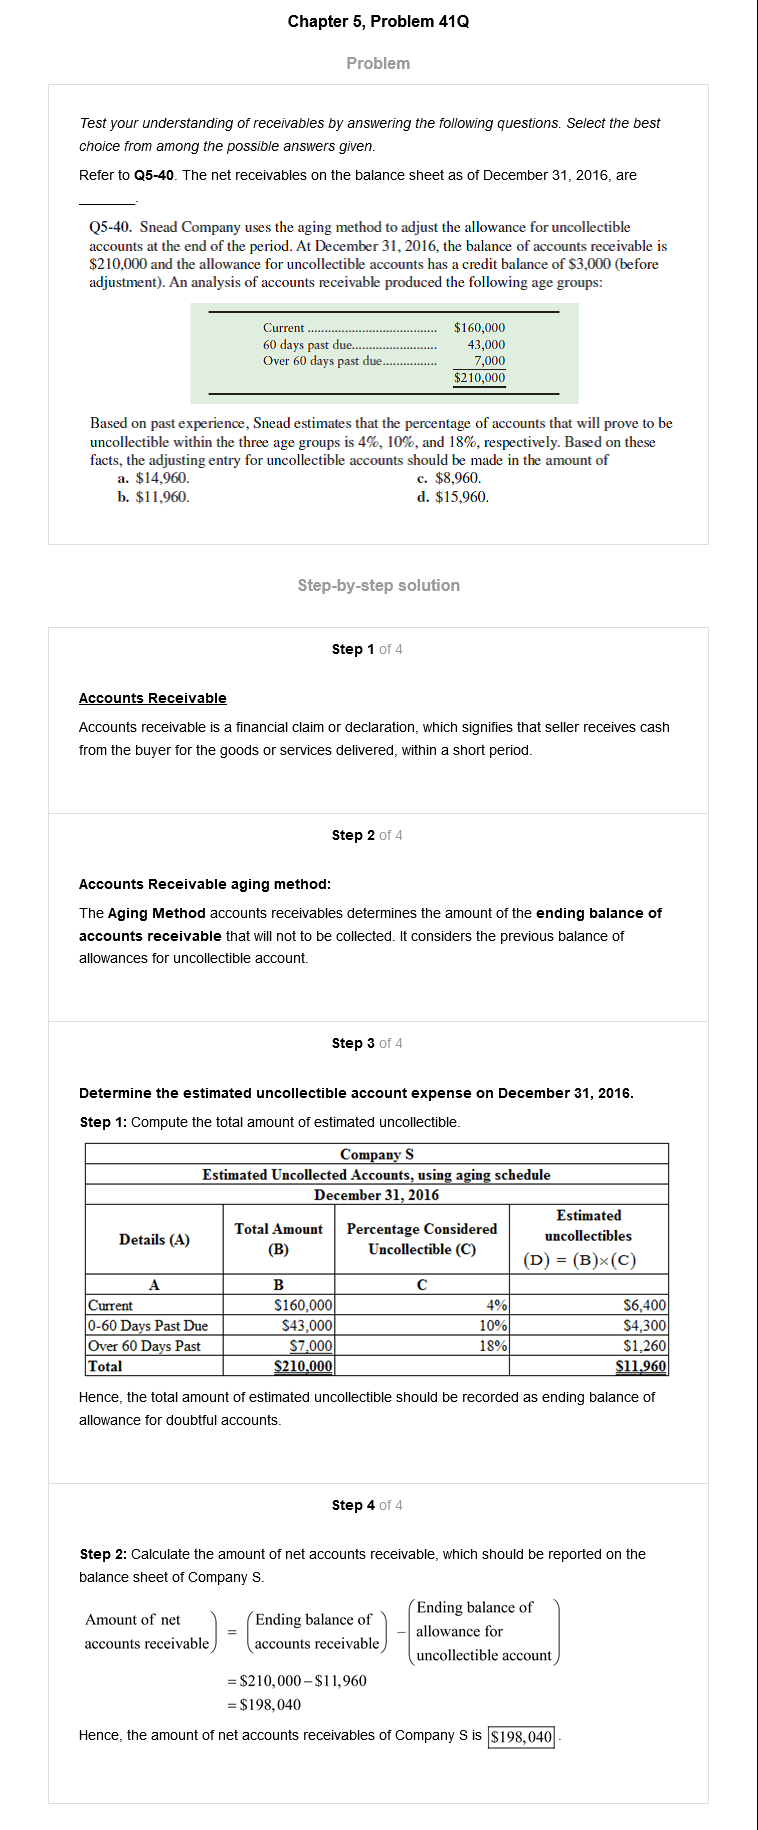 Chapter 5, Problem 41Q
Problem
Test your understanding of receivables by answering the following questions. Select the best
choice from among the possible answers given.
Refer to Q5-40. The net receivables on the balance sheet as of December 31, 2016, are
________.
Q5-40. Snead Company uses the aging method to adjust the allowance for uncollectible
accounts at the end of the period. At December 31, 2016, the balance of accounts receivable is
$210,000 and the allowance for uncollectible accounts has a credit balance of $3,000 (before
adjustment). An analysis of accounts receivable produced the following age groups:
Current ...................................... $160,000
60 days past due......................... 43,000
Over 60 days past due................ 7,000
$210,000
Based on past experience, Snead estimates that the percentage of accounts that will prove to be
uncollectible within the three age groups is 4%, 10%, and 18%, respectively. Based on these
facts, the adjusting entry for uncollectible accounts should be made in the amount of
a. $14,960. c. $8,960.
b. $11,960. d. $15,960.
Step-by-step solution
Step 1 of 4
Accounts Receivable
Accounts receivable is a financial claim or declaration, which signifies that seller receives cash
from the buyer for the goods or services delivered, within a short period.
Step 2 of 4
Accounts Receivable aging method:
The Aging Method accounts receivables determines the amount of the ending balance of
accounts receivable that will not to be collected. It considers the previous balance of
allowances for uncollectible account.
Step 3 of 4
Determine the estimated uncollectible account expense on December 31, 2016.
Step 1: Compute the total amount of estimated uncollectible.
Company S
Estimated Uncollected Accounts, using aging schedule
December 31, 2016
Details (A) Total Amount (B) Percentage Considered Uncollectible (C) Estimated uncollectibles (D) = (B)×(C)
A B C
Current $160,000 4% $6,400
0-60 Days Past Due $43,000 10% $4,300
Over 60 Days Past $7,000 18% $1,260
Total $210,000 $11,960
Hence, the total amount of estimated uncollectible should be recorded as ending balance of
allowance for doubtful accounts.
Step 4 of 4
Step 2: Calculate the amount of net accounts receivable, which should be reported on the
balance sheet of Company S.
Amount of net accounts receivable) = (Ending balance of accounts receivable) − (Ending balance of allowance for uncollectible account)
= $210,000 – $11,960
= $198,040
Hence, the amount of net accounts receivables of Company S is $198,040 .